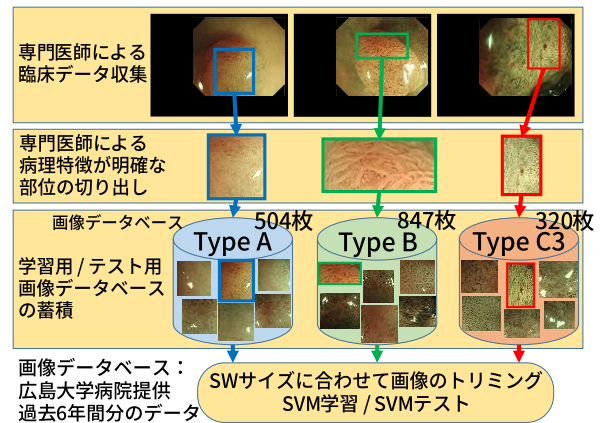 専門医師による
臨床データ収集
専門医師による
病理特徴が明確な
部位の切り出し
画像データベース
504枚
847枚
320枚
Type A
Type B
Type C3
学習用 / テスト用
画像データベース
の蓄積
画像データベース：
広島大学病院提供
過去6年間分のデータ
SWサイズに合わせて画像のトリミング
SVM学習 / SVMテスト